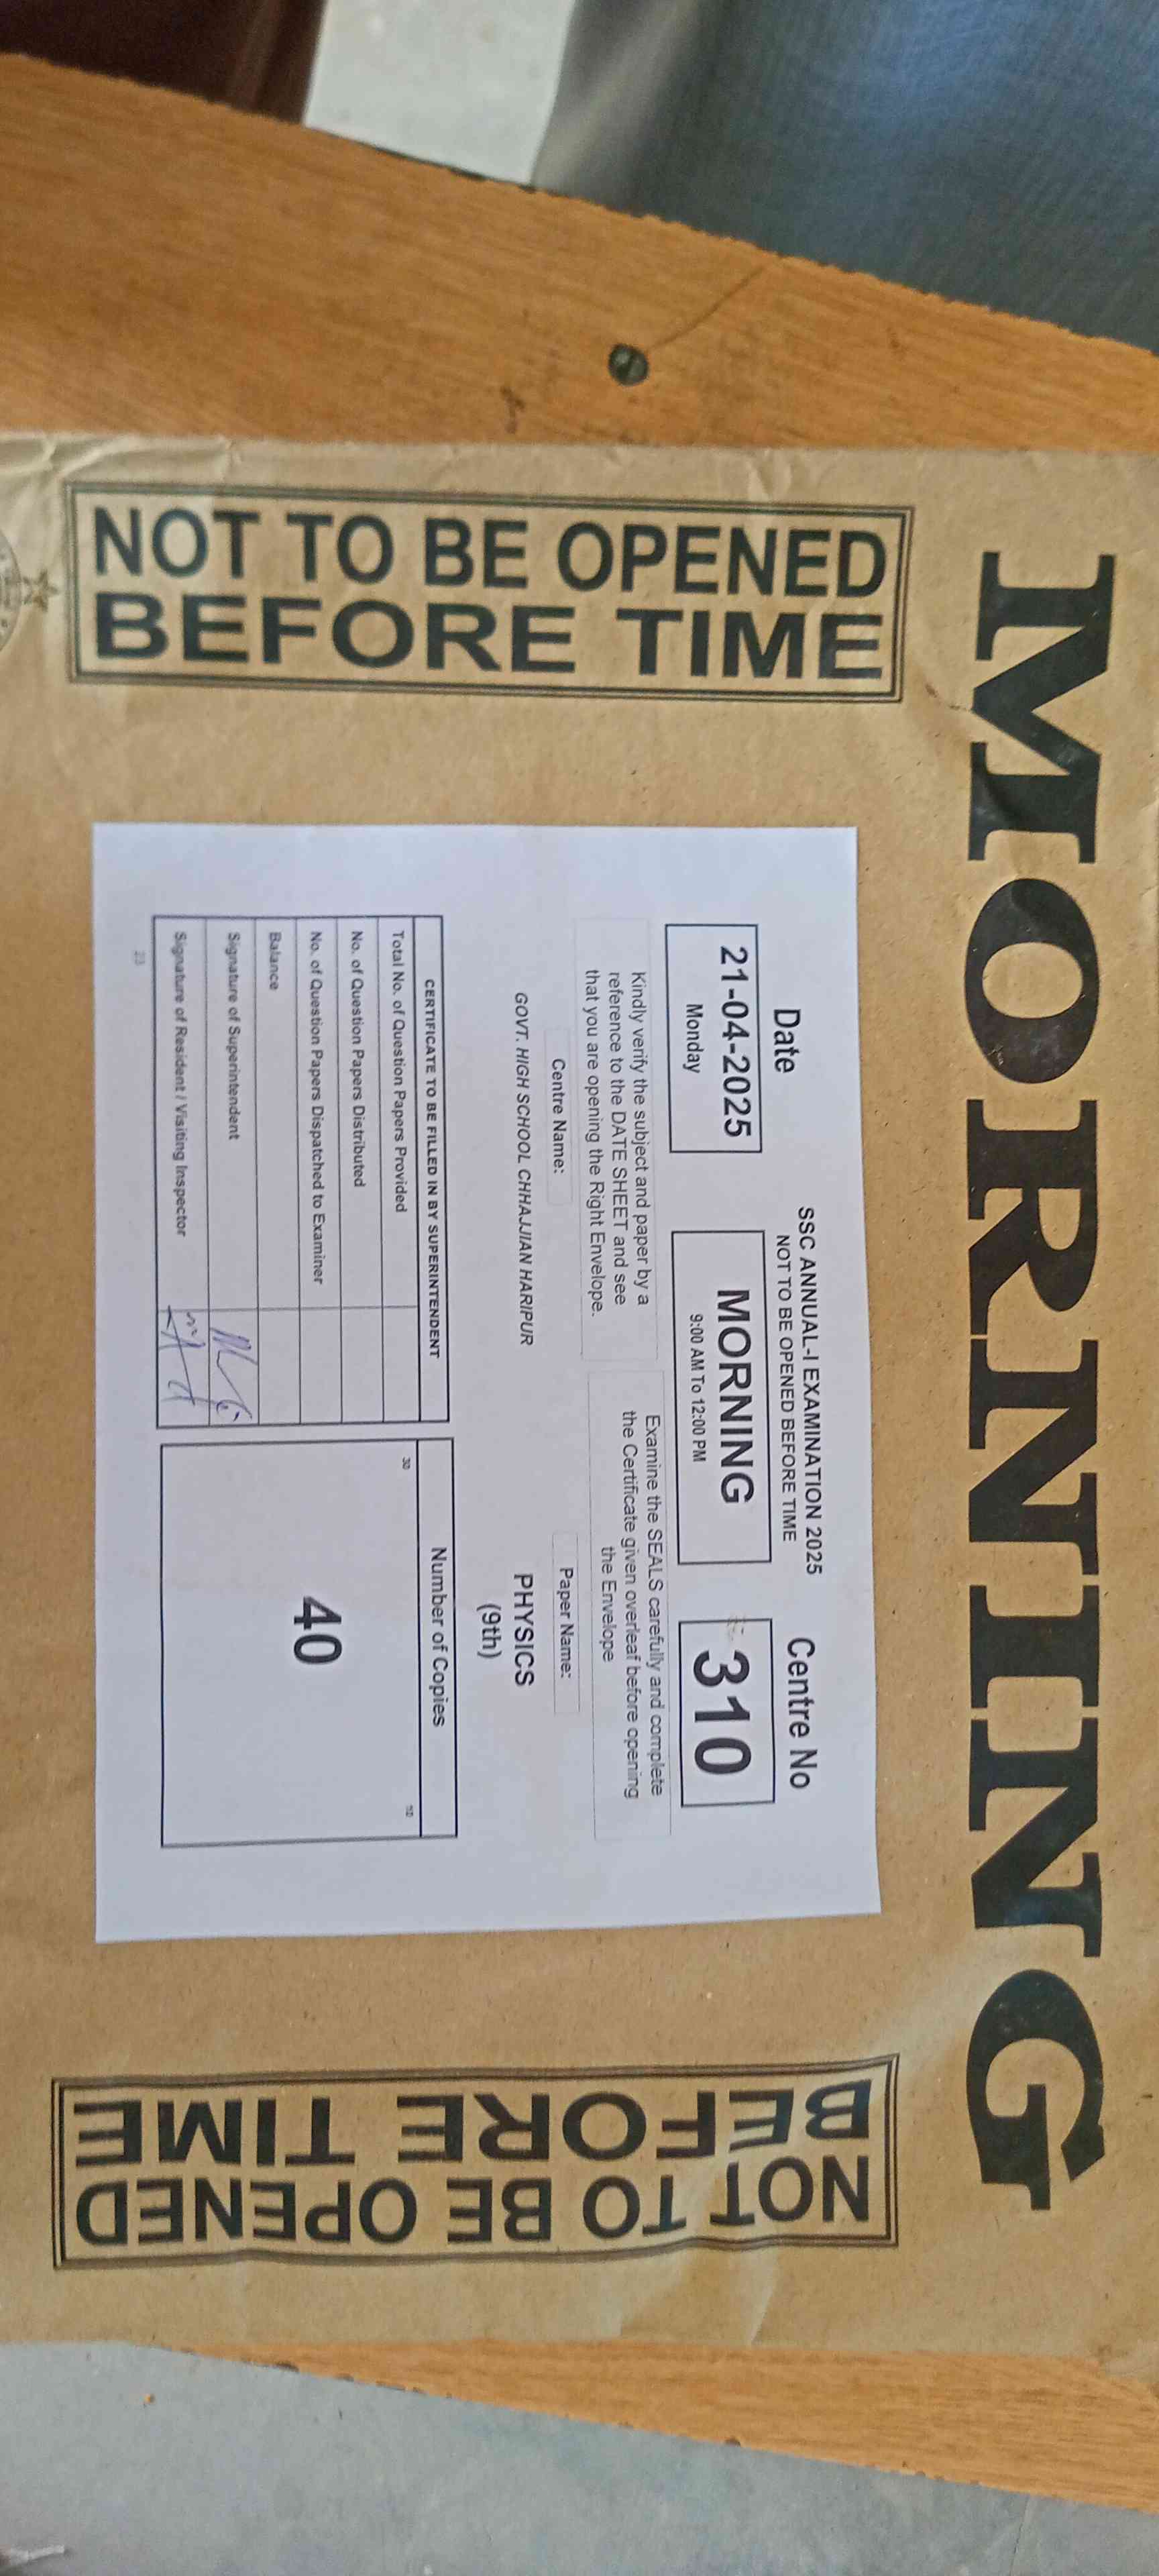 MORNING
NOT TO BE OPENED
BEFORE TIME
SSC ANNUAL-I EXAMINATION 2025
NOT TO BE OPENED BEFORE TIME
Date
21-04-2025
Monday
MORNING
9:00 AM To 12:00 PM
Centre No
310
Kindly verify the subject and paper by a
reference to the DATE SHEET and see
that you are opening the Right Envelope.
Examine the SEALS carefully and complete
the Certificate given overleaf before opening
the Envelope
Centre Name:
GOVT. HIGH SCHOOL CHHAJJIAN HARIPUR
Paper Name:
PHYSICS
(9th)
CERTIFICATE TO BE FILLED IN BY SUPERINTENDENT
Total No. of Question Papers Provided
No. of Question Papers Distributed
No. of Question Papers Dispatched to Examiner
Balance
Signature of Superintendent
Signature of Resident / Visiting Inspector
Number of Copies
30
10
40
23
NOT TO BE OPENED
BEFORE TIME